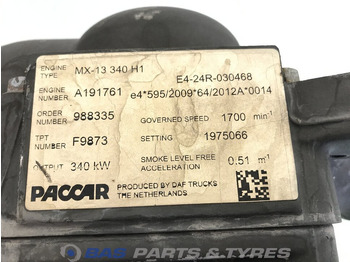 ENGINE TYPE MX-13 340 H1 E4-24R-030468
ENGINE NUMBER A191761 e4*595/2009*64/2012A*0014
ORDER NUMBER 988335 GOVERNED SPEED 1700 min-1
TPT NUMBER F9873 SETTING 1975066
OUTPUT 340 kW SMOKE LEVEL FREE ACCELERATION 0.51 m-1
PACCAR PRODUCED BY DAF TRUCKS
THE NETHERLANDS
BAS PARTS & TYRES